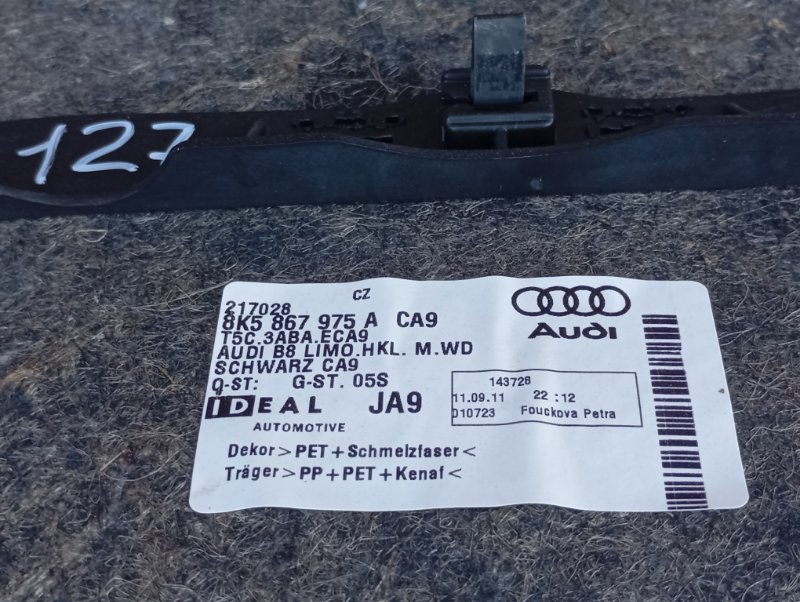 127
CZ
217028
8K5 867 975 A CA9
T5C.3ABA.ECA9
AUDI B8 LIMO.HKL. M.WD
SCHWARZ CA9
Q-ST: G-ST. 05S
IDEAL JA9
AUTOMOTIVE
Dekor>PET+Schmelzfaser<
Träger>PP+PET+Kenaf<
Audi
143728
11.09.11 22:12
010723 Fouckova Petra